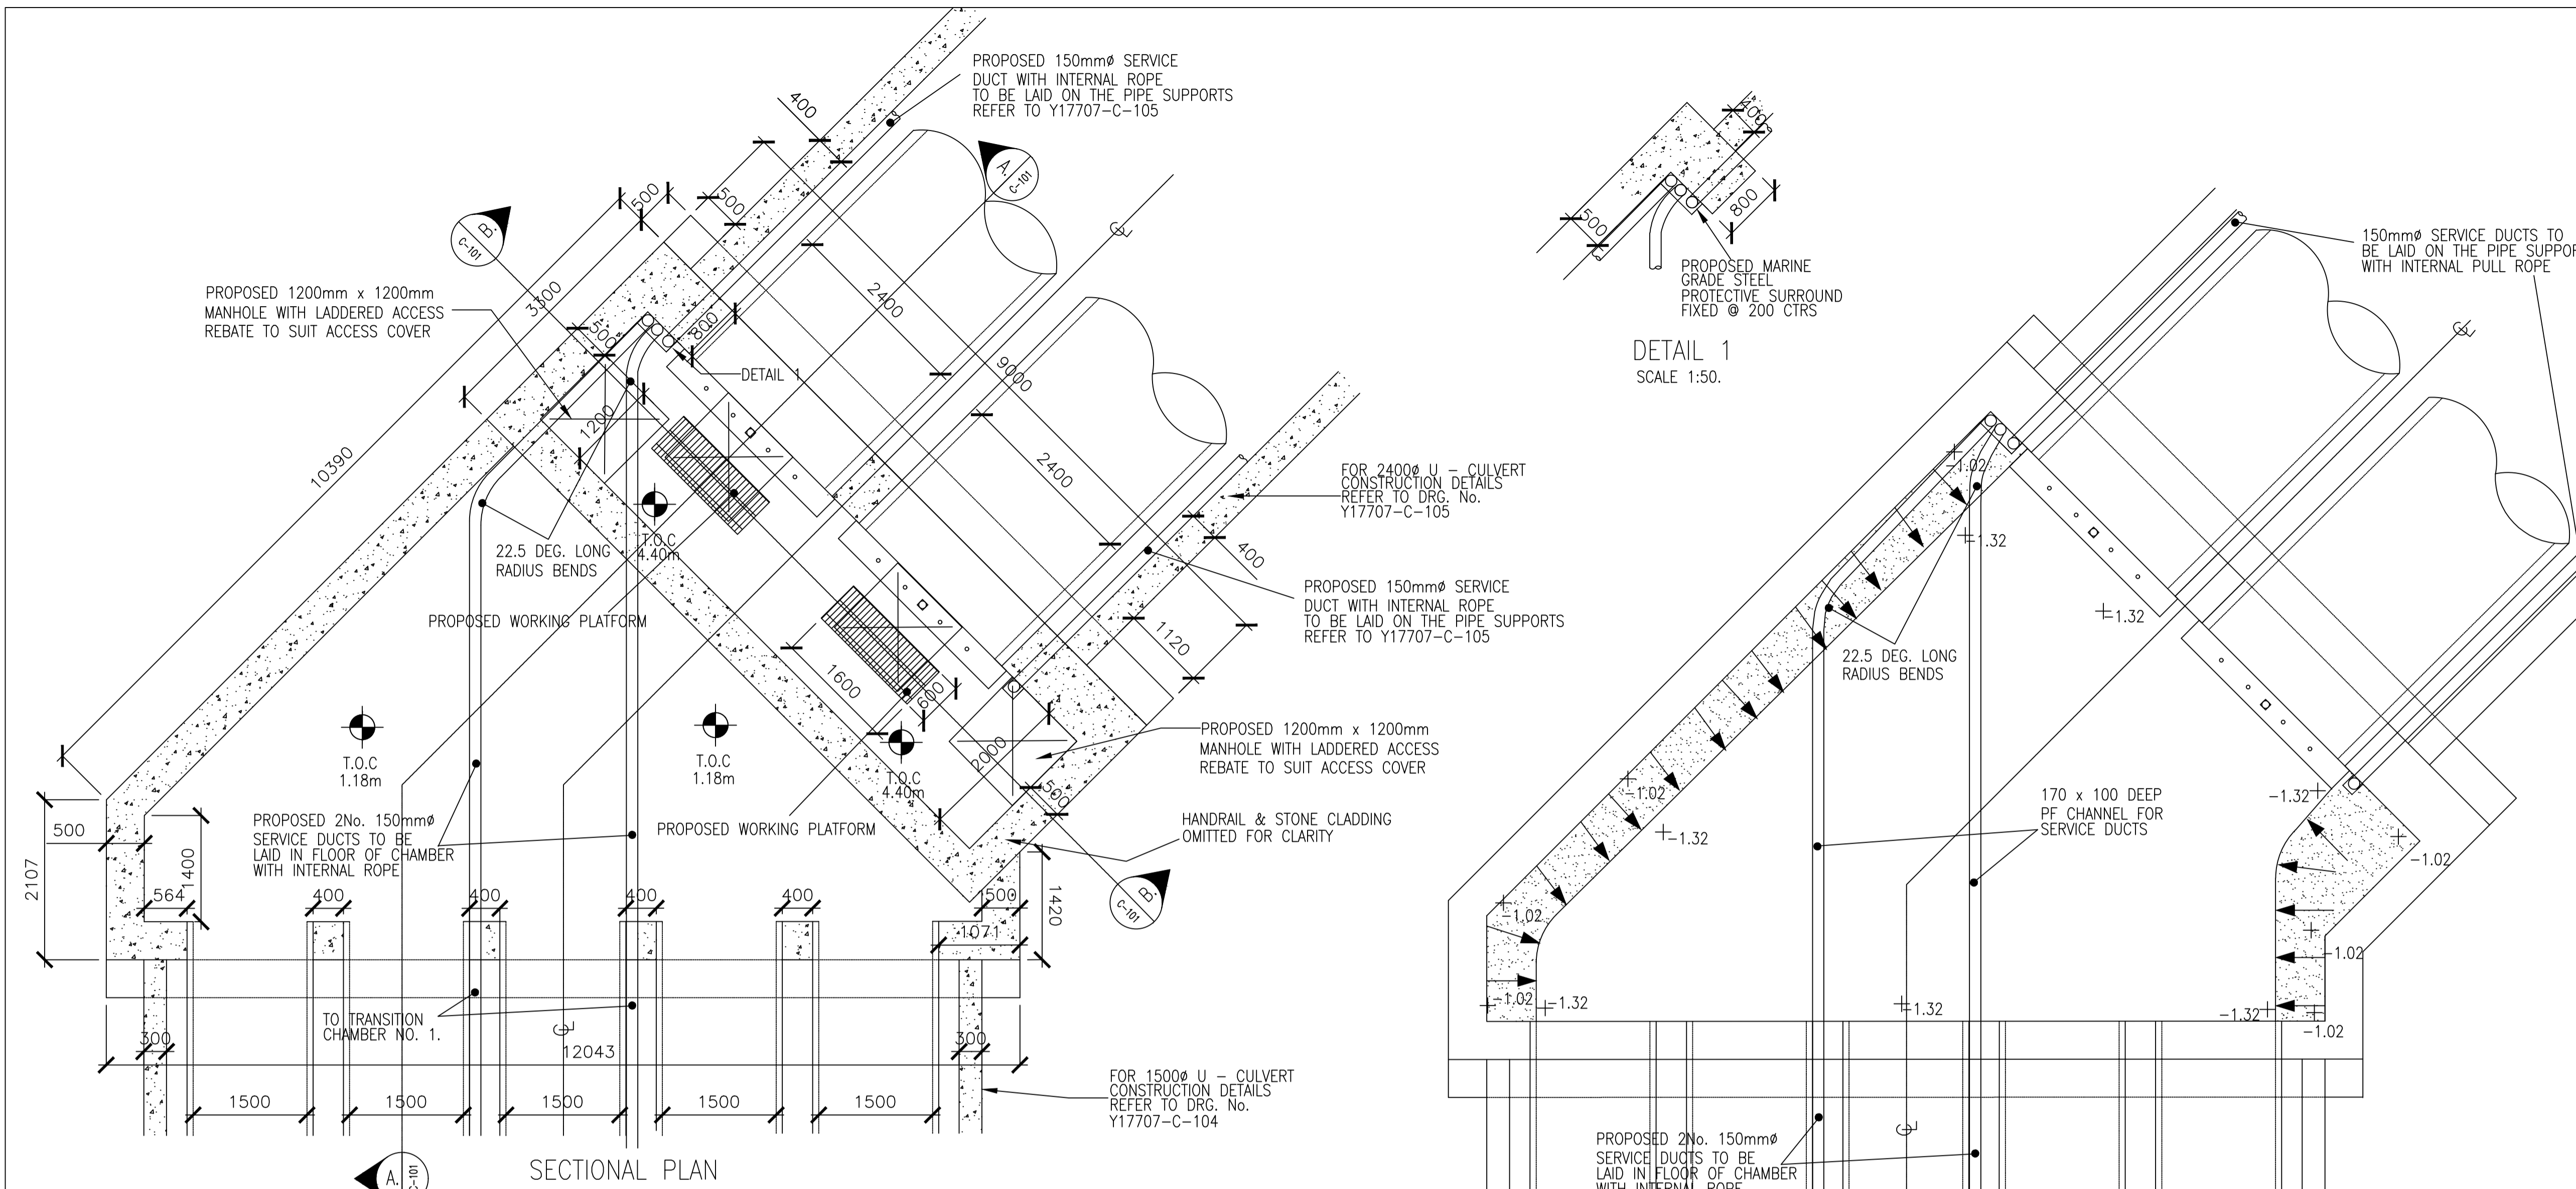 PROPOSED 150mmø SERVICE
DUCT WITH INTERNAL ROPE
TO BE LAID ON THE PIPE SUPPORTS
REFER TO Y17707-C-105
400
500
500
A.
C-101
B.
C-101
℄
PROPOSED 1200mm x 1200mm
MANHOLE WITH LADDERED ACCESS
REBATE TO SUIT ACCESS COVER
3300
500
800
2400
9000
DETAIL 1
1200
10390
2400
FOR 2400ø U - CULVERT
CONSTRUCTION DETAILS
REFER TO DRG. No.
Y17707-C-105
400
22.5 DEG. LONG
RADIUS BENDS
T.O.C
4.40m
PROPOSED WORKING PLATFORM
PROPOSED 150mmø SERVICE
DUCT WITH INTERNAL ROPE
TO BE LAID ON THE PIPE SUPPORTS
REFER TO Y17707-C-105
1120
1600
600
T.O.C
1.18m
T.O.C
1.18m
2000
T.O.C
4.40m
500
PROPOSED 1200mm x 1200mm
MANHOLE WITH LADDERED ACCESS
REBATE TO SUIT ACCESS COVER
PROPOSED WORKING PLATFORM
HANDRAIL & STONE CLADDING
OMITTED FOR CLARITY
B.
C-101
500
2107
1400
564
PROPOSED 2No. 150mmø
SERVICE DUCTS TO BE
LAID IN FLOOR OF CHAMBER
WITH INTERNAL ROPE
400
400
400
400
500
1071
1420
TO TRANSITION
CHAMBER NO. 1.
300
℄
12043
300
1500
1500
1500
1500
1500
FOR 1500ø U - CULVERT
CONSTRUCTION DETAILS
REFER TO DRG. No.
Y17707-C-104
A.
C-101
SECTIONAL PLAN
400
500
800
PROPOSED MARINE
GRADE STEEL
PROTECTIVE SURROUND
FIXED @ 200 CTRS
DETAIL 1
SCALE 1:50.
150mmø SERVICE DUCTS TO
BE LAID ON THE PIPE SUPPOR
WITH INTERNAL PULL ROPE
℄
-1.02
-1.32
-1.32
22.5 DEG. LONG
RADIUS BENDS
-1.02
-1.32
170 x 100 DEEP
PF CHANNEL FOR
SERVICE DUCTS
-1.32
-1.02
-1.02
-1.02
-1.02
-1.32
-1.32
-1.32
-1.02
℄
PROPOSED 2No. 150mmø
SERVICE DUCTS TO BE
LAID IN FLOOR OF CHAMBER
WITH INTERNAL ROPE